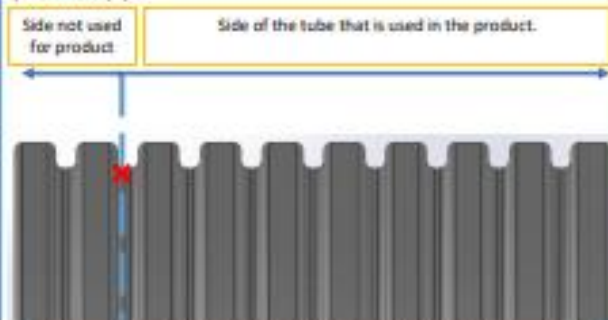 Side not used
for product
Side of the tube that is used in the product.